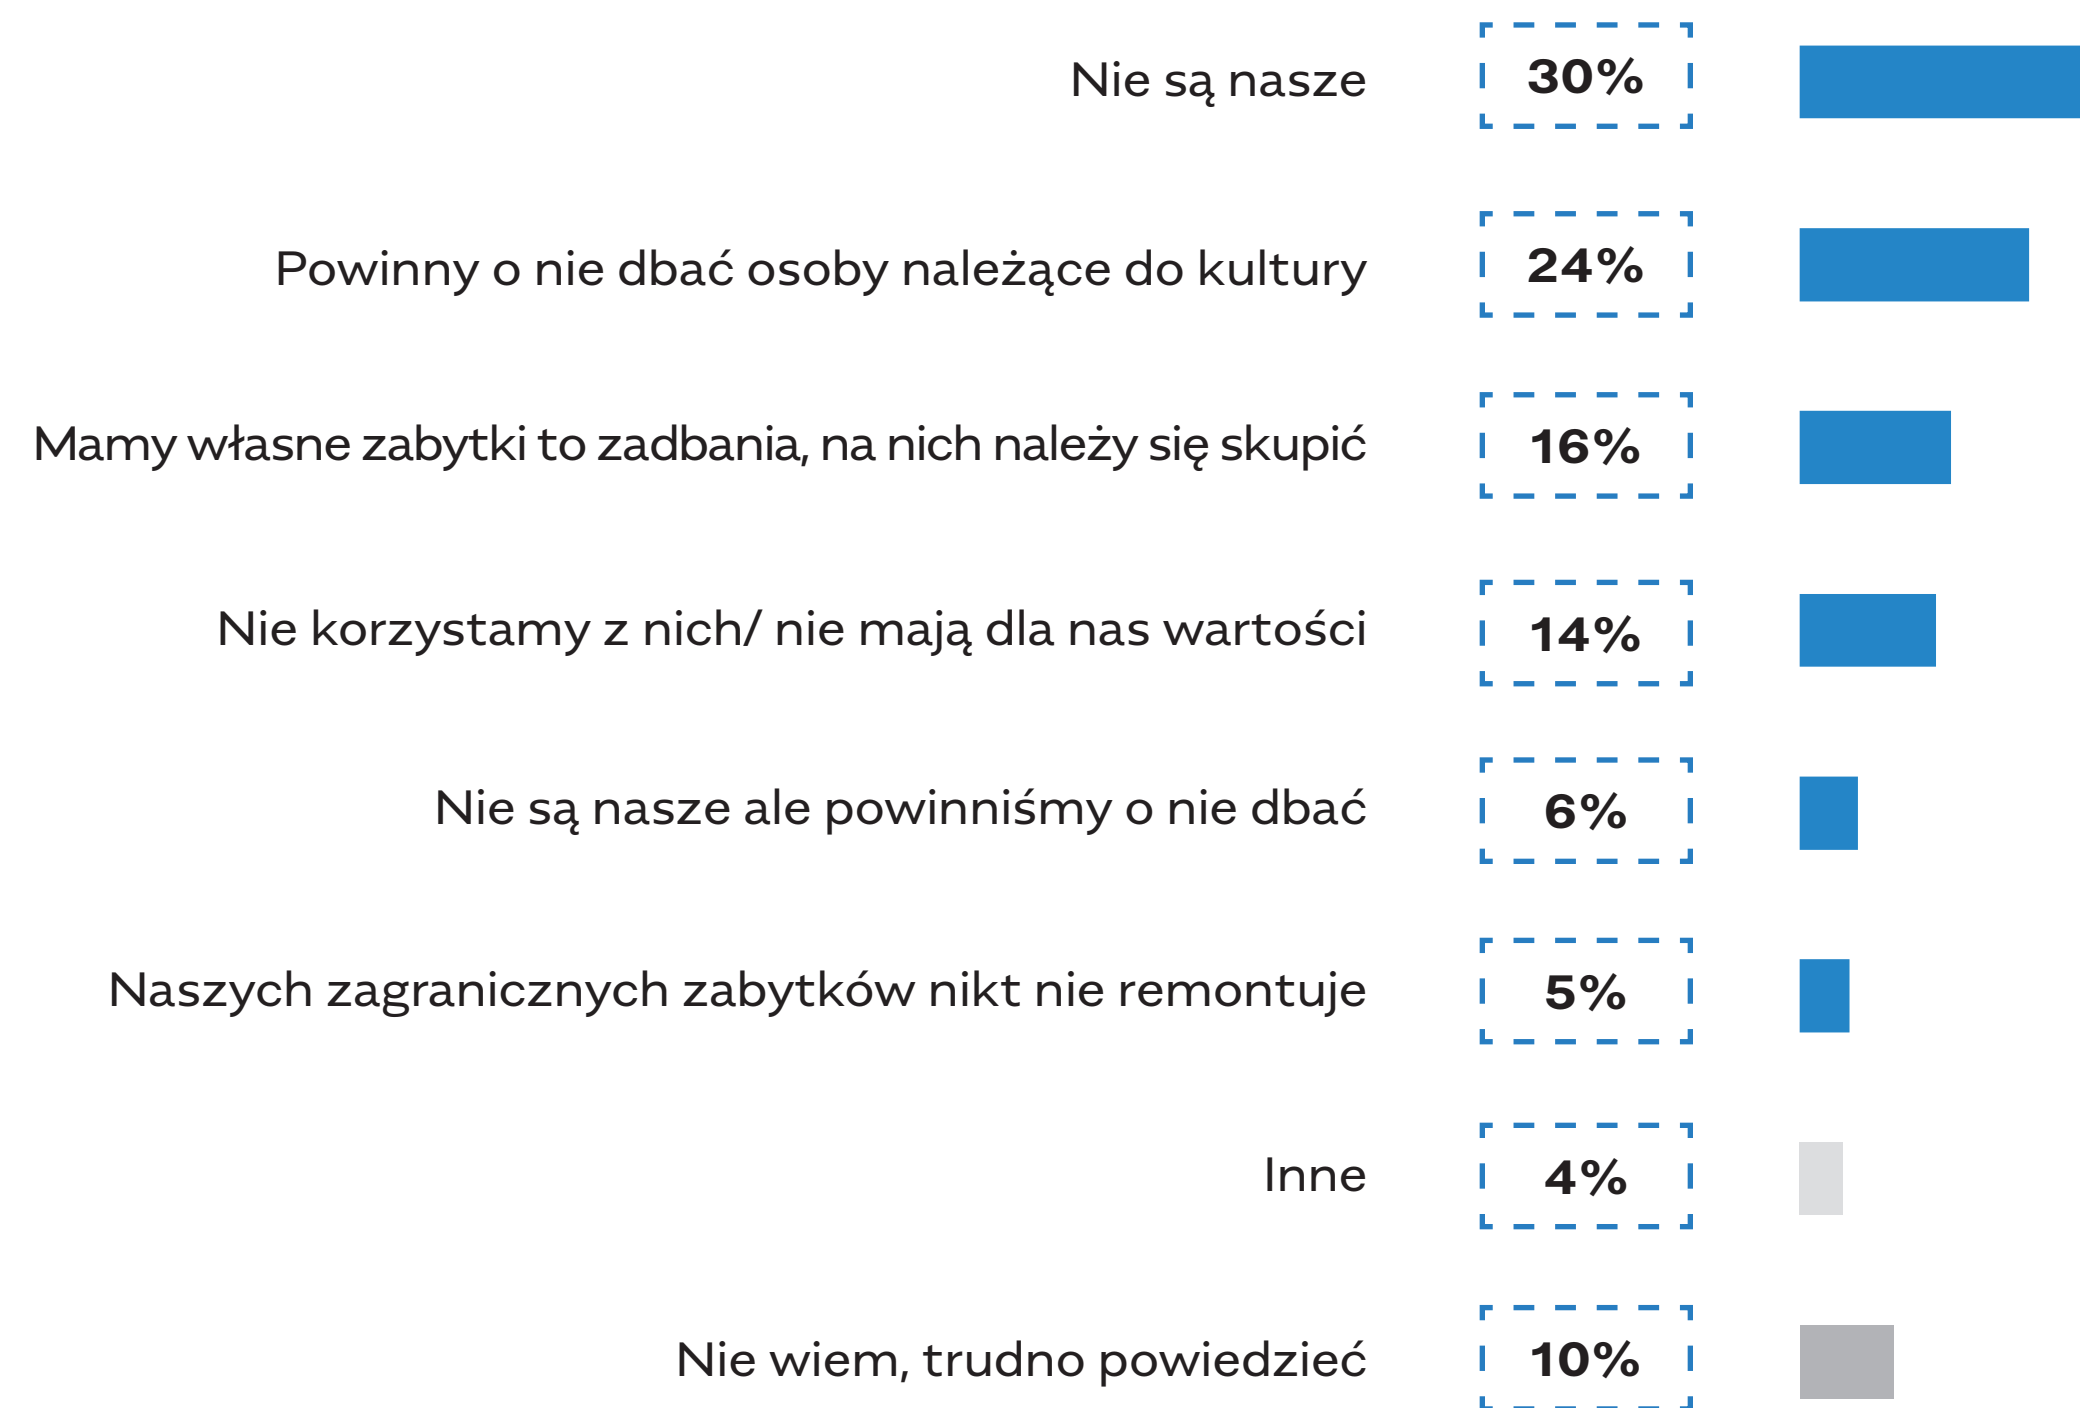 Nie są nasze 30%
Powinny o nie dbać osoby należące do kultury 24%
Mamy własne zabytki to zadbania, na nich należy się skupić 16%
Nie korzystamy z nich/ nie mają dla nas wartości 14%
Nie są nasze ale powinniśmy o nie dbać 6%
Naszych zagranicznych zabytków nikt nie remontuje 5%
Inne 4%
Nie wiem, trudno powiedzieć 10%